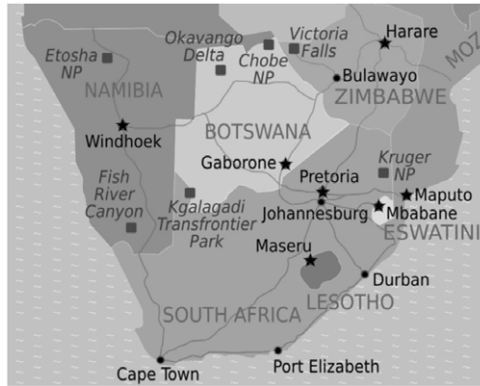 Okavango
Delta
Victoria
Falls
Harare
MOZ
Etosha
NP
Chobe
NP
Bulawayo
NAMIBIA
ZIMBABWE
Windhoek
BOTSWANA
Gaborone
Kruger
NP
Fish
River
Canyon
Pretoria
Maputo
Kgalagadi
Transfrontier
Park
Johannesburg
Mbabane
ESWATINI
Maseru
Durban
LESOTHO
SOUTH AFRICA
Cape Town
Port Elizabeth